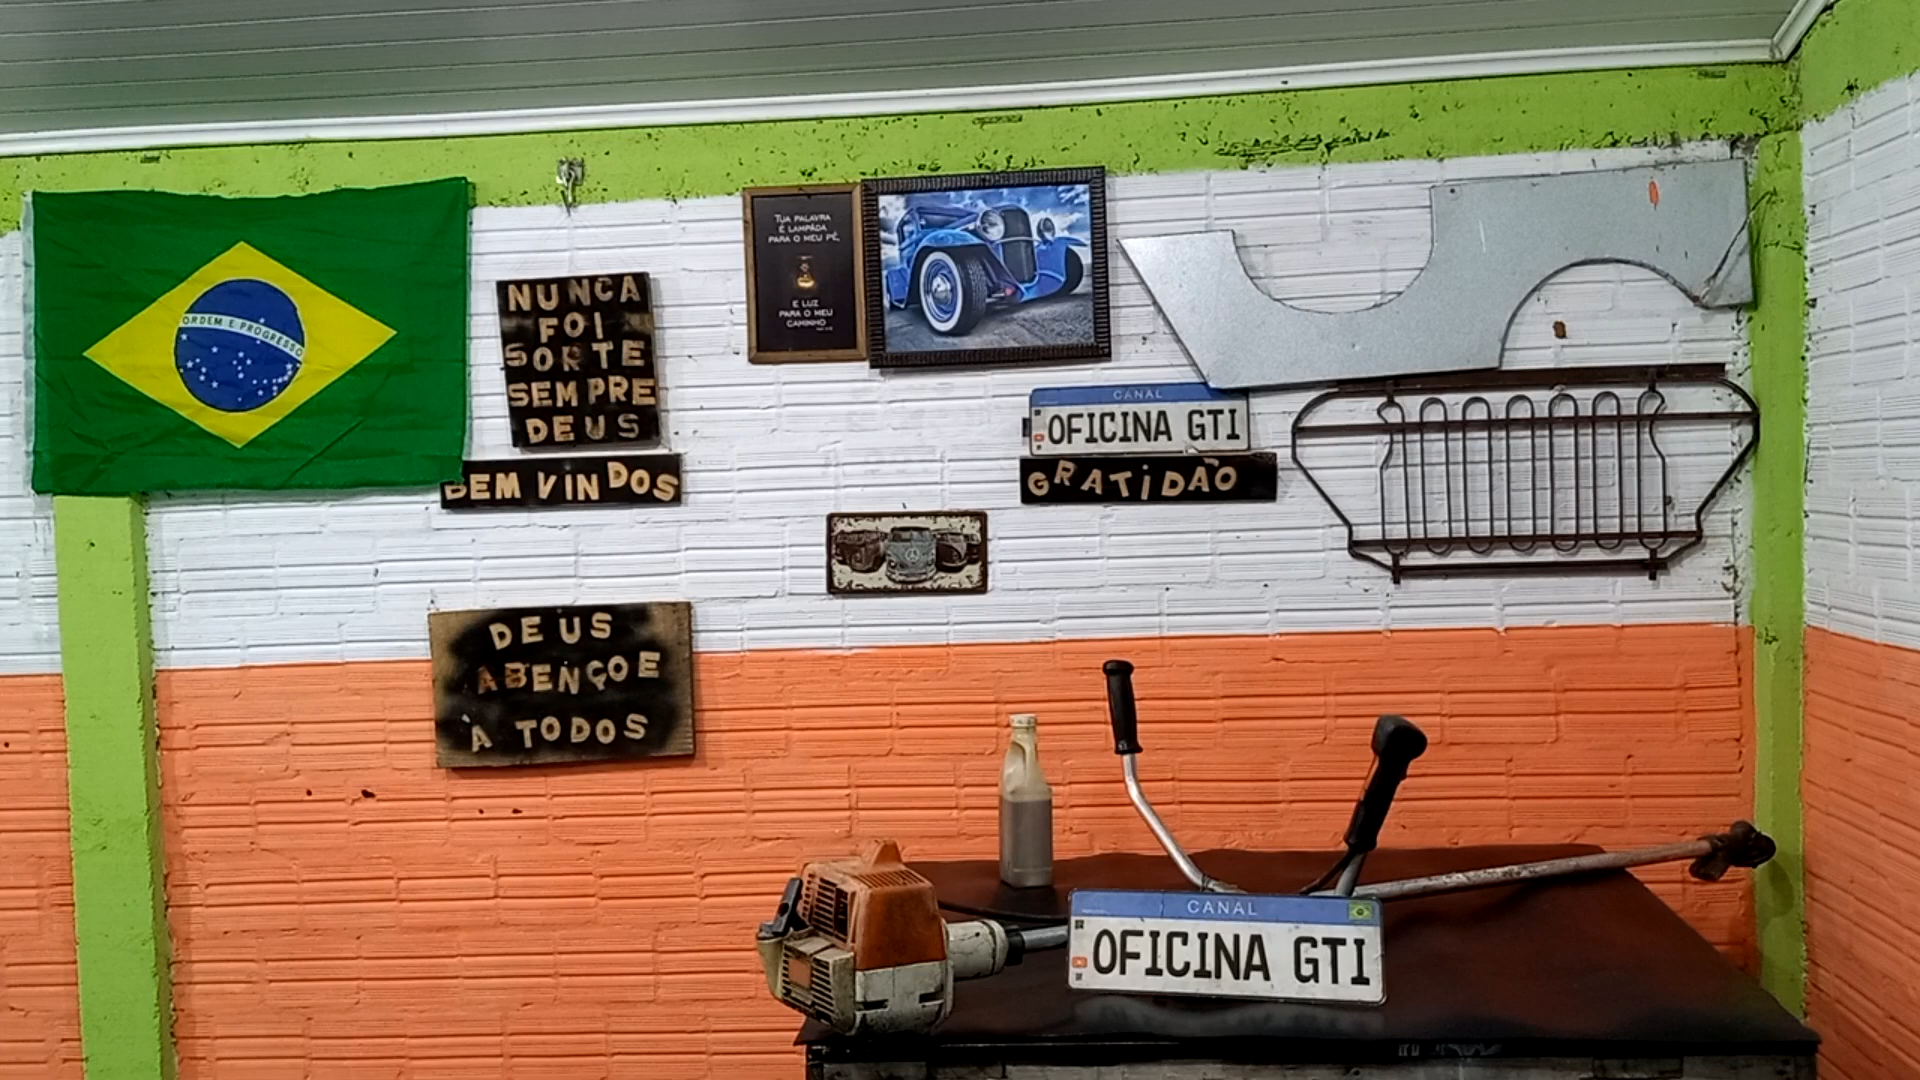 ORDEM E PROGRESSO
NUNCA
FOI
SORTE
SEMPRE
DEUS
BEM VINDOS
TUA PALAVRA
É LAMPÂDA
PARA O MEU PÉ,
E LUZ
PARA O MEU
CAMINHO
CANAL
OFICINA GTI
GRATiDÃO
DEUS
ABENÇOE
À TODOS
CANAL
OFICINA GTI